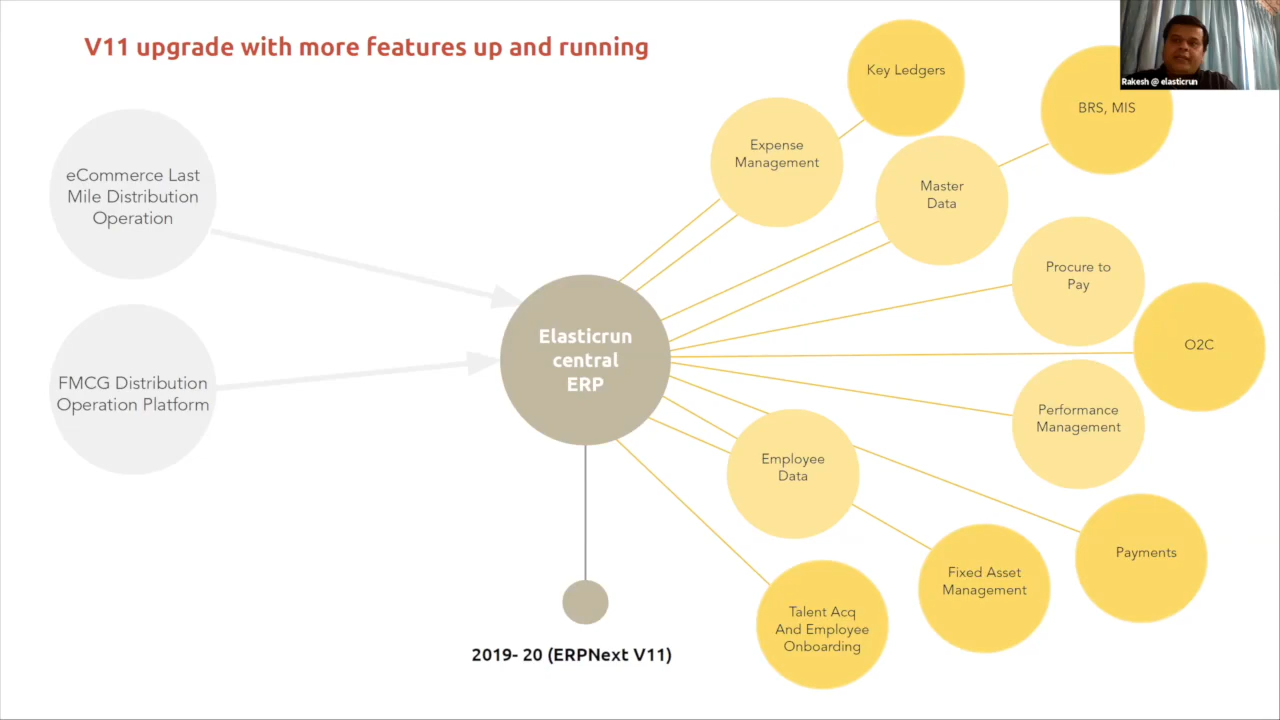 V11 upgrade with more features up and running
Rakesh @ elasticrun
Key Ledgers
BRS, MIS
Expense
Management
Master
Data
eCommerce Last
Mile Distribution
Operation
Procure to
Pay
O2C
Elasticrun
central
ERP
FMCG Distribution
Operation Platform
Performance
Management
Employee
Data
Payments
Fixed Asset
Management
Talent Acq
And Employee
Onboarding
2019- 20 (ERPNext V11)